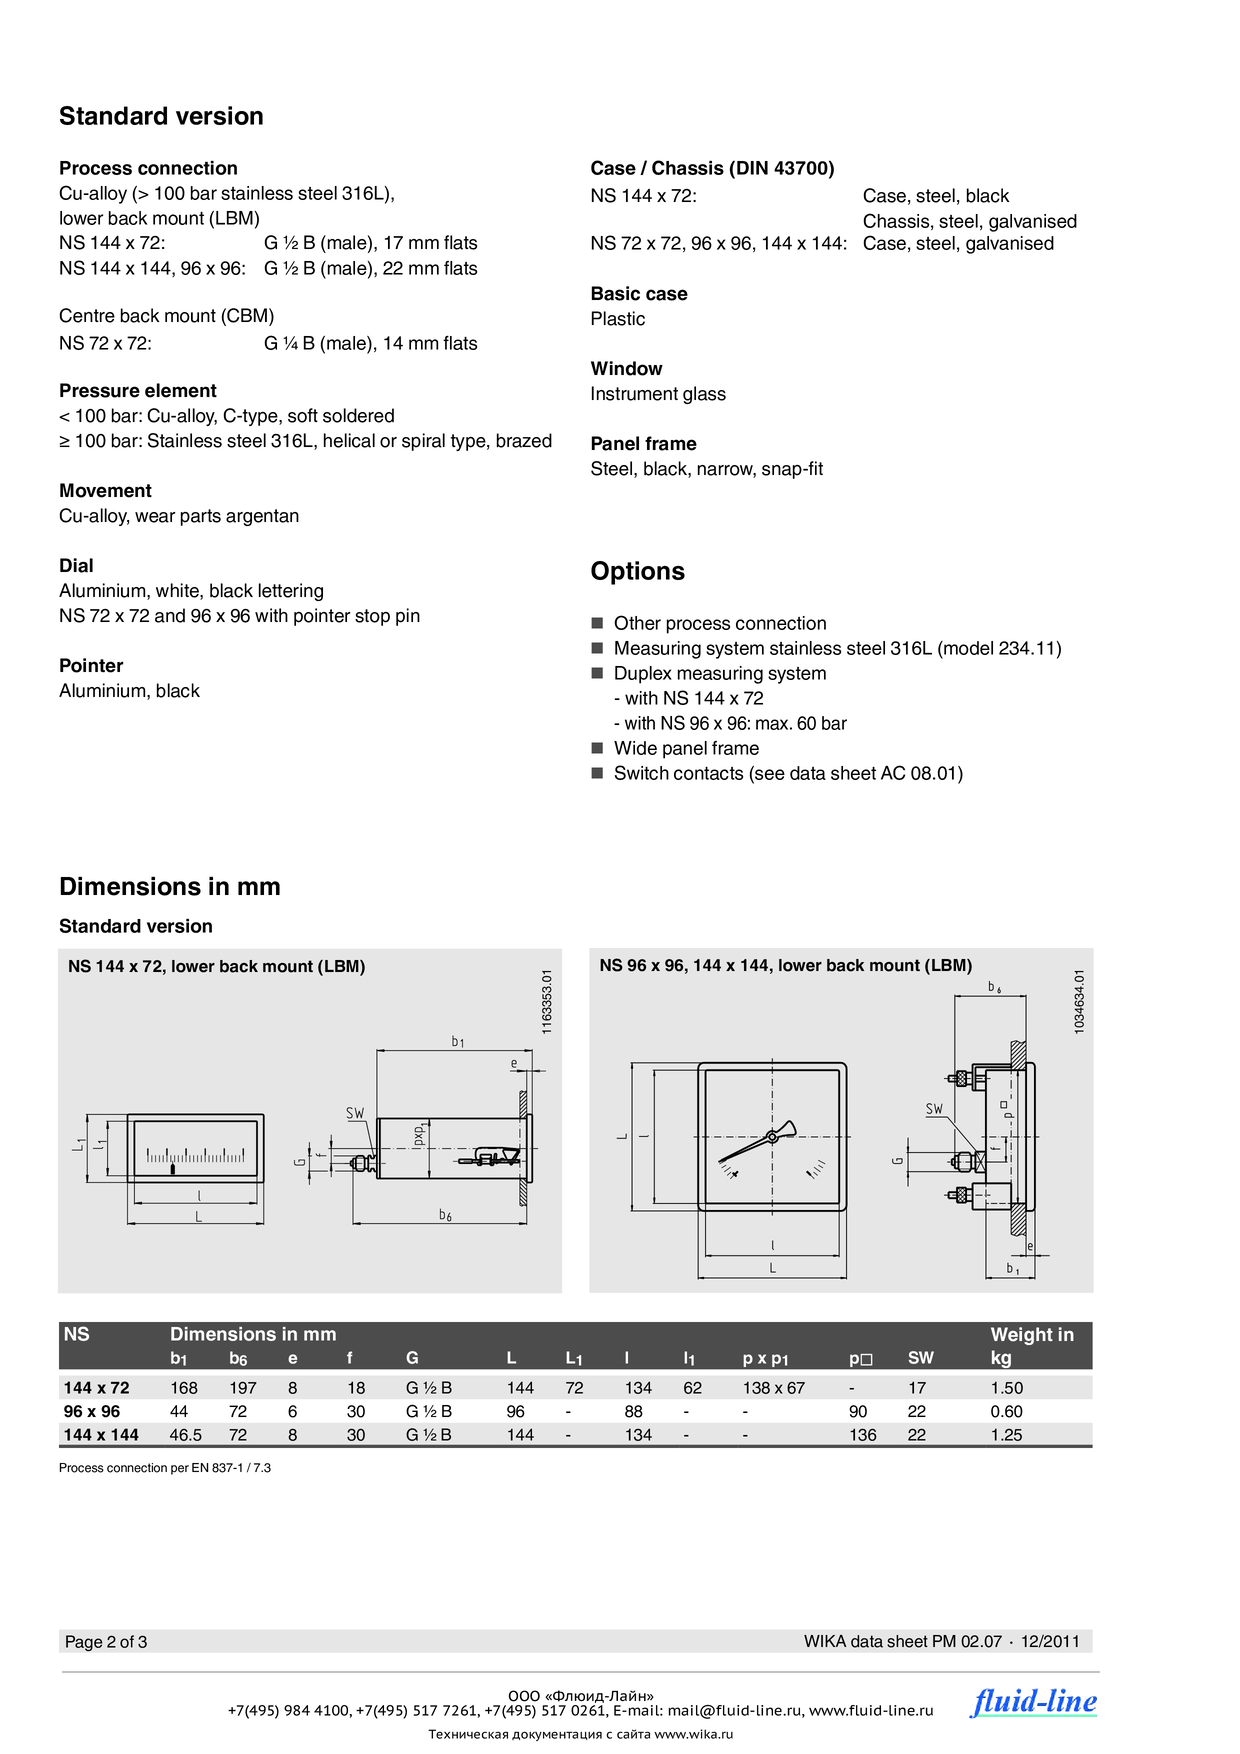 Standard version
Process connection
Cu-alloy (> 100 bar stainless steel 316L),
lower back mount (LBM)
NS 144 x 72: G ½ B (male), 17 mm flats
NS 144 x 144, 96 x 96: G ½ B (male), 22 mm flats
Centre back mount (CBM)
NS 72 x 72: G ¼ B (male), 14 mm flats
Pressure element
< 100 bar: Cu-alloy, C-type, soft soldered
≥ 100 bar: Stainless steel 316L, helical or spiral type, brazed
Movement
Cu-alloy, wear parts argentan
Dial
Aluminium, white, black lettering
NS 72 x 72 and 96 x 96 with pointer stop pin
Pointer
Aluminium, black
Case / Chassis (DIN 43700)
NS 144 x 72: Case, steel, black
Chassis, steel, galvanised
NS 72 x 72, 96 x 96, 144 x 144: Case, steel, galvanised
Basic case
Plastic
Window
Instrument glass
Panel frame
Steel, black, narrow, snap-fit
Options
■ Other process connection
■ Measuring system stainless steel 316L (model 234.11)
■ Duplex measuring system
- with NS 144 x 72
- with NS 96 x 96: max. 60 bar
■ Wide panel frame
■ Switch contacts (see data sheet AC 08.01)
Dimensions in mm
Standard version
NS 144 x 72, lower back mount (LBM)
1163353.01
b1
e
SW
L1
l1
G
f
pxp1
l
L
b6
NS 96 x 96, 144 x 144, lower back mount (LBM)
1034634.01
b6
SW
p□
L
l
G
f
l
L
e
b1
NS Dimensions in mm Weight in
b1 b6 e f G L L1 l l1 p x p1 p□ SW kg
144 x 72 168 197 8 18 G ½ B 144 72 134 62 138 x 67 - 17 1.50
96 x 96 44 72 6 30 G ½ B 96 - 88 - - 90 22 0.60
144 x 144 46.5 72 8 30 G ½ B 144 - 134 - - 136 22 1.25
Process connection per EN 837-1 / 7.3
Page 2 of 3 WIKA data sheet PM 02.07 · 12/2011
ООО «Флюид-Лайн»
+7(495) 984 4100, +7(495) 517 7261, +7(495) 517 0261, E-mail: mail@fluid-line.ru, www.fluid-line.ru
Техническая документация с сайта www.wika.ru
fluid-line